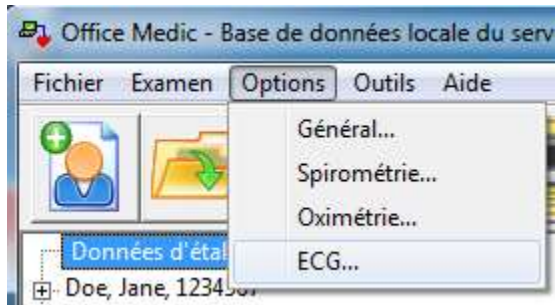 Office Medic - Base de données locale du serv
Fichier Examen Options Outils Aide
Général...
Spirométrie...
Oximétrie...
ECG...
Données d'étal
Doe, Jane, 1234567